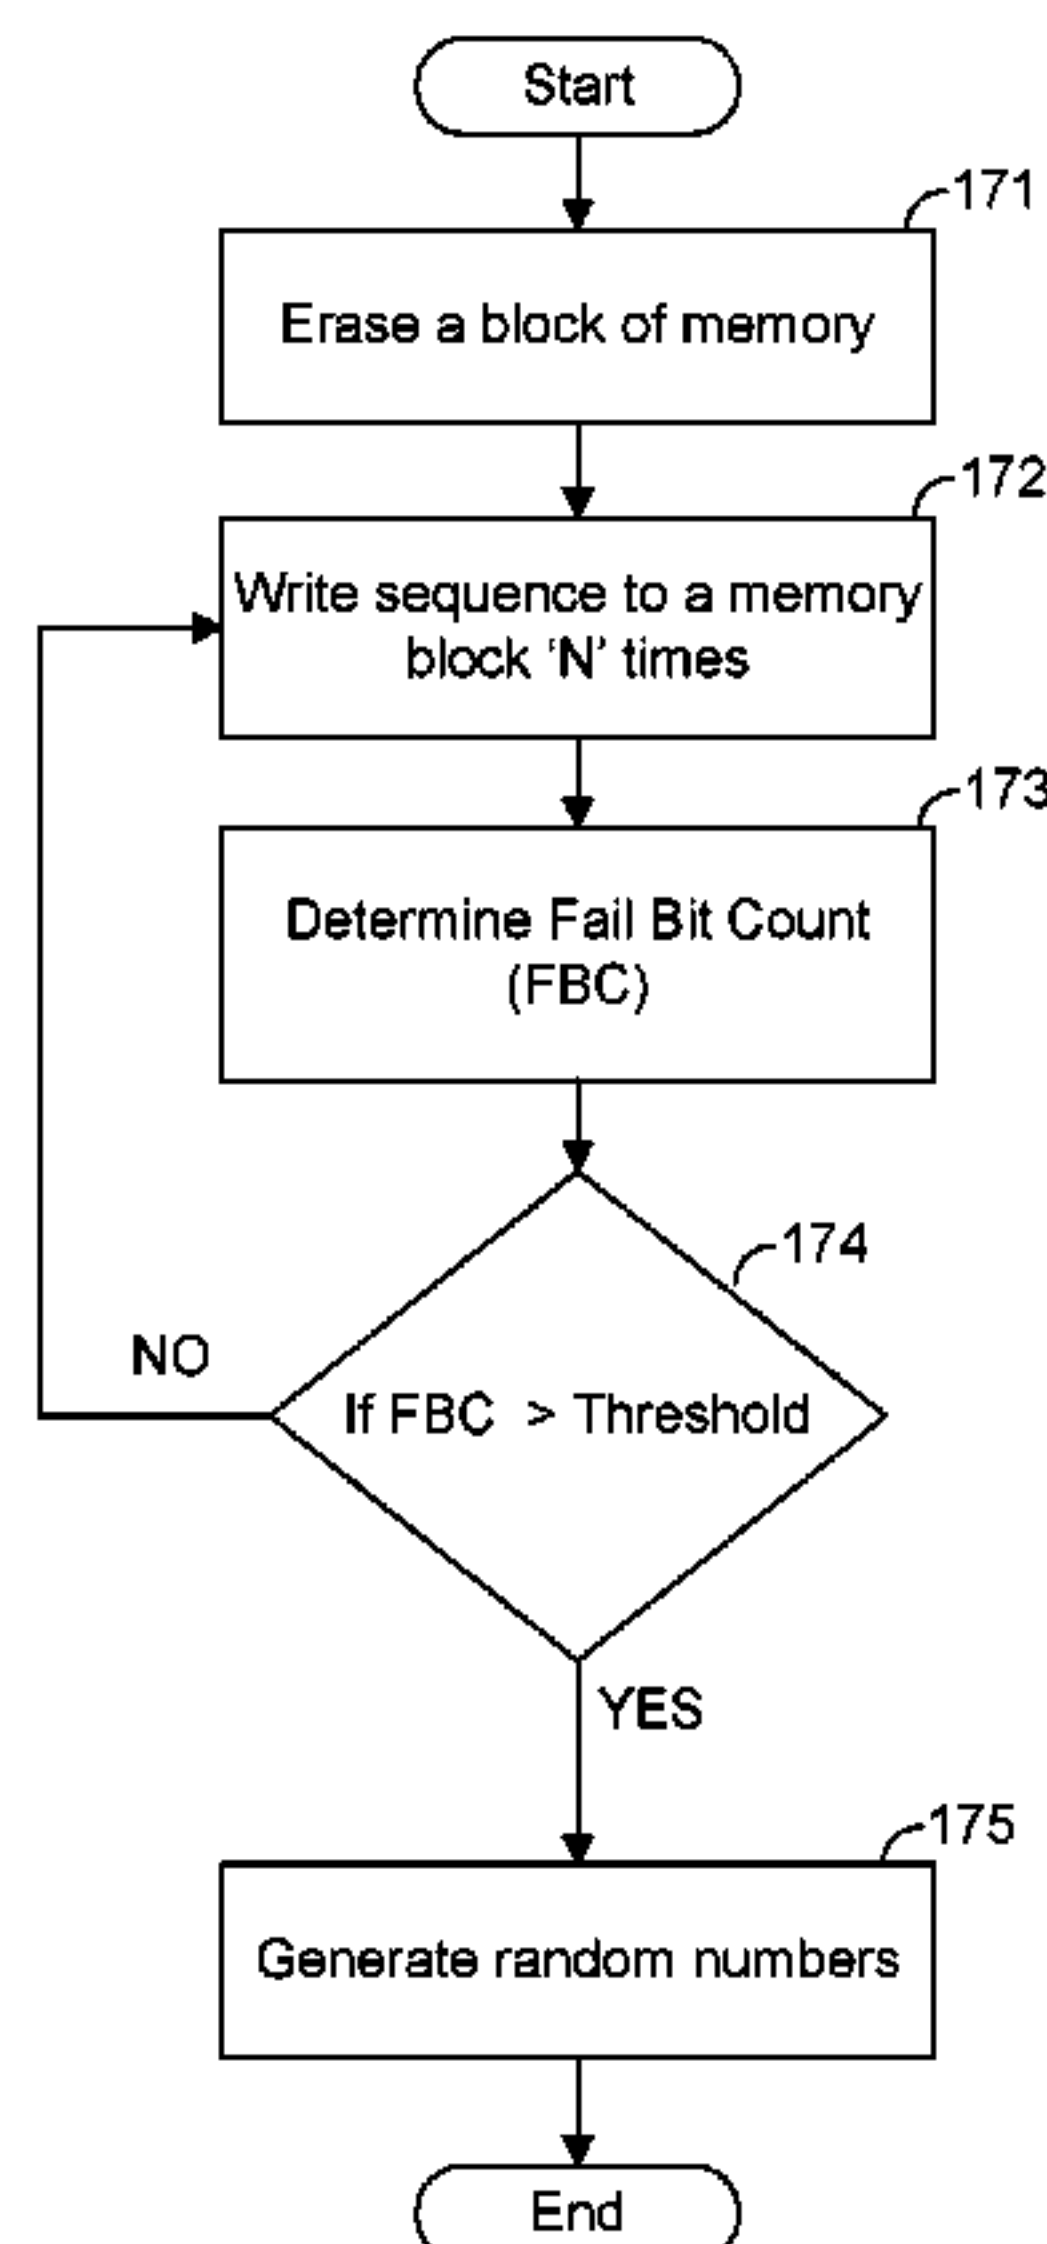 Start
171
Erase a block of memory
172
Write sequence to a memory
block ‘N’ times
173
Determine Fail Bit Count
(FBC)
174
NO
If FBC > Threshold
YES
175
Generate random numbers
End